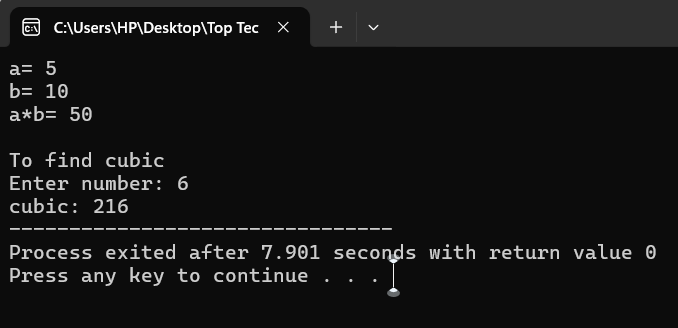 C:\Users\HP\Desktop\Top Tec
a= 5
b= 10
a*b= 50
To find cubic
Enter number: 6
cubic: 216
--------------------------------
Process exited after 7.901 seconds with return value 0
Press any key to continue . . .